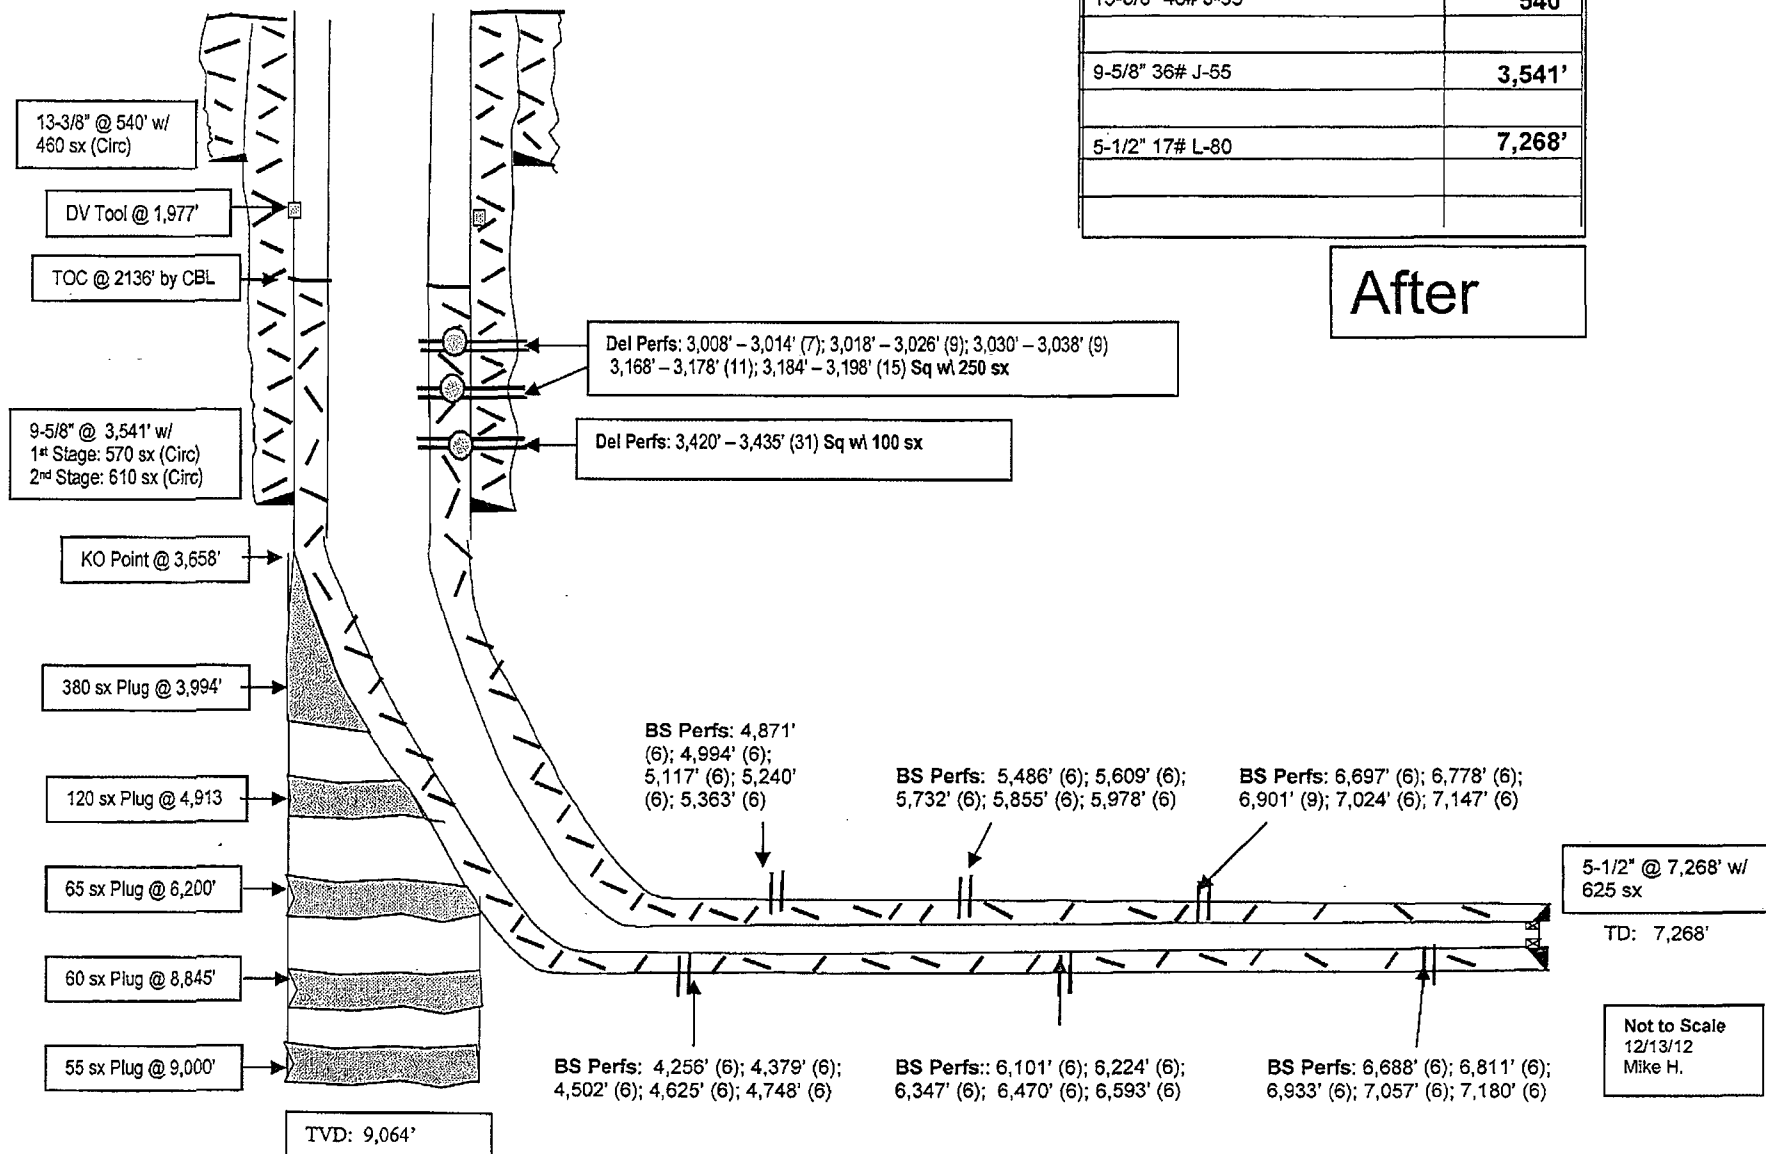 540'
9-5/8" 36# J-55 3,541'
5-1/2" 17# L-80 7,268'
After
13-3/8" @ 540' w/
460 sx (Circ)
DV Tool @ 1,977'
TOC @ 2136' by CBL
Del Perfs: 3,008' – 3,014' (7); 3,018' – 3,026' (9); 3,030' – 3,038' (9)
3,168' – 3,178' (11); 3,184' – 3,198' (15) Sq w\ 250 sx
9-5/8" @ 3,541' w/
1st Stage: 570 sx (Circ)
2nd Stage: 610 sx (Circ)
Del Perfs: 3,420' – 3,435' (31) Sq w\ 100 sx
KO Point @ 3,658'
380 sx Plug @ 3,994'
120 sx Plug @ 4,913
65 sx Plug @ 6,200'
60 sx Plug @ 8,845'
55 sx Plug @ 9,000'
TVD: 9,064'
BS Perfs: 4,871'
(6); 4,994' (6);
5,117' (6); 5,240'
(6); 5,363' (6)
BS Perfs: 5,486' (6); 5,609' (6);
5,732' (6); 5,855' (6); 5,978' (6)
BS Perfs: 6,697' (6); 6,778' (6);
6,901' (9); 7,024' (6); 7,147' (6)
5-1/2" @ 7,268' w/
625 sx
TD: 7,268'
BS Perfs: 4,256' (6); 4,379' (6);
4,502' (6); 4,625' (6); 4,748' (6)
BS Perfs:: 6,101' (6); 6,224' (6);
6,347' (6); 6,470' (6); 6,593' (6)
BS Perfs: 6,688' (6); 6,811' (6);
6,933' (6); 7,057' (6); 7,180' (6)
Not to Scale
12/13/12
Mike H.